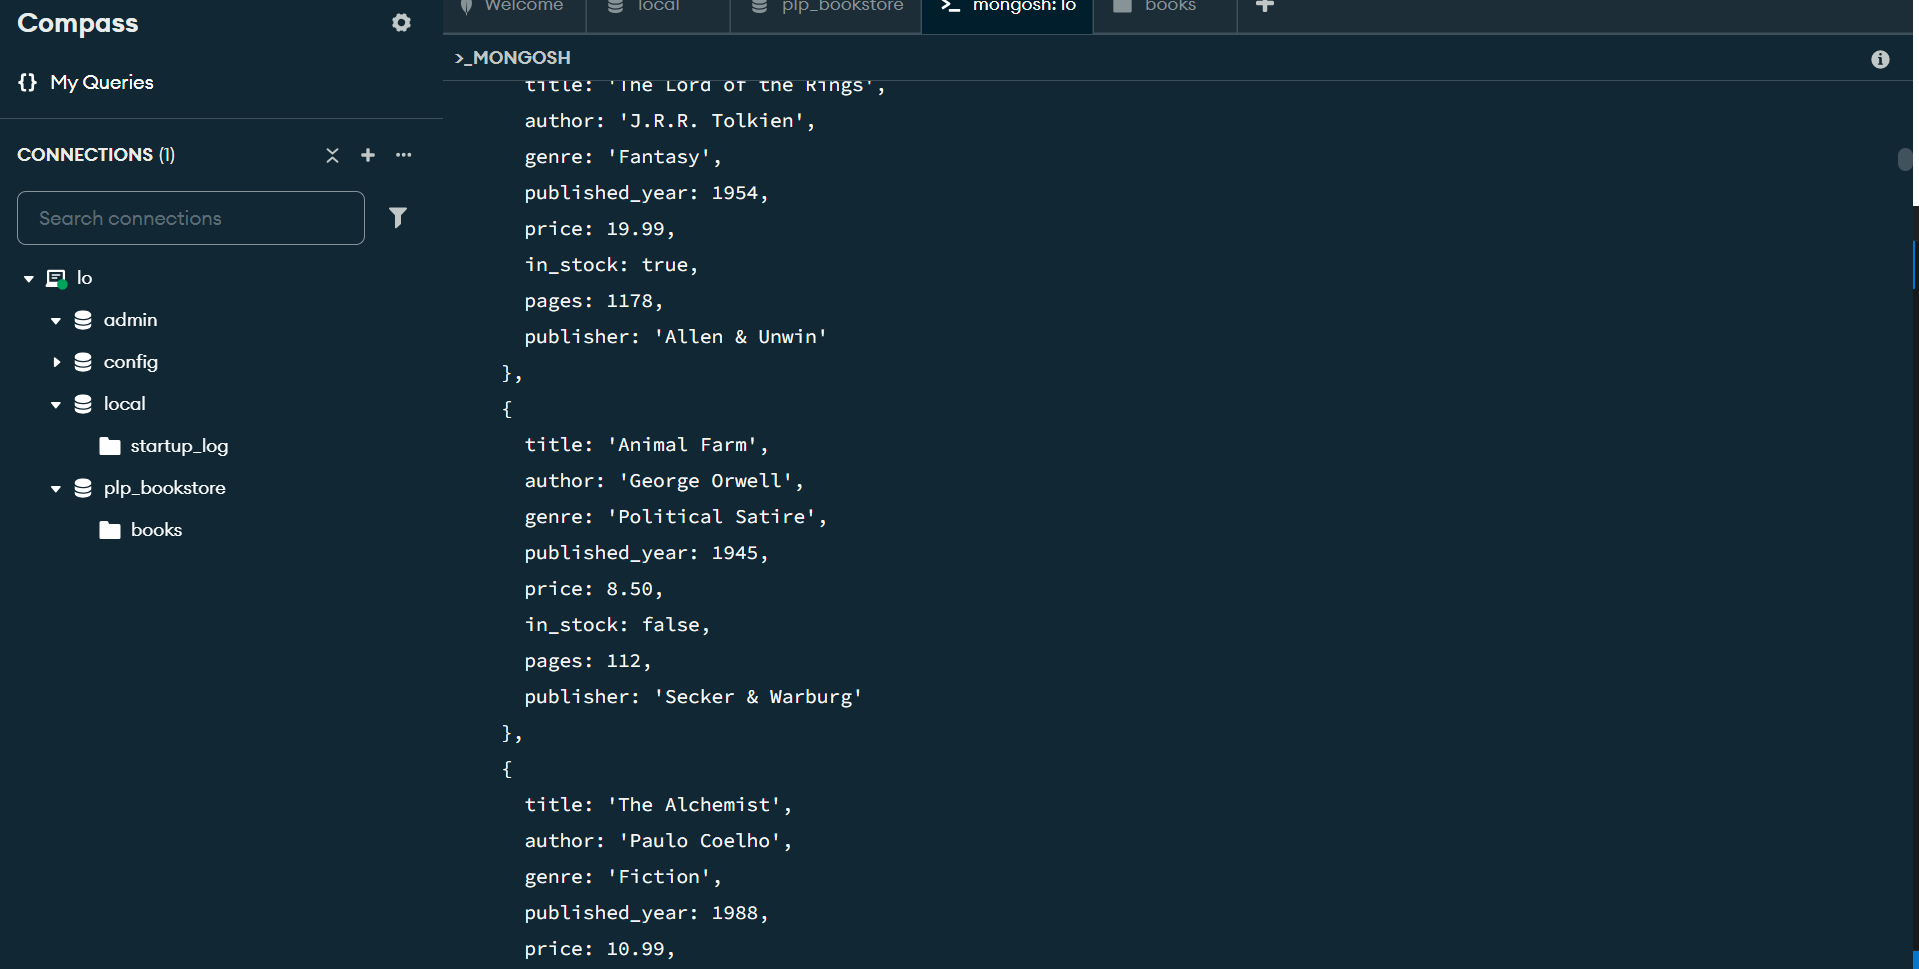 Compass
My Queries
CONNECTIONS (1)
Search connections
lo
admin
config
local
startup_log
plp_bookstore
books
Welcome
local
plp_bookstore
mongosh: lo
books
>_MONGOSH
title: 'The Lord of the Rings',
author: 'J.R.R. Tolkien',
genre: 'Fantasy',
published_year: 1954,
price: 19.99,
in_stock: true,
pages: 1178,
publisher: 'Allen & Unwin'
},
{
title: 'Animal Farm',
author: 'George Orwell',
genre: 'Political Satire',
published_year: 1945,
price: 8.50,
in_stock: false,
pages: 112,
publisher: 'Secker & Warburg'
},
{
title: 'The Alchemist',
author: 'Paulo Coelho',
genre: 'Fiction',
published_year: 1988,
price: 10.99,